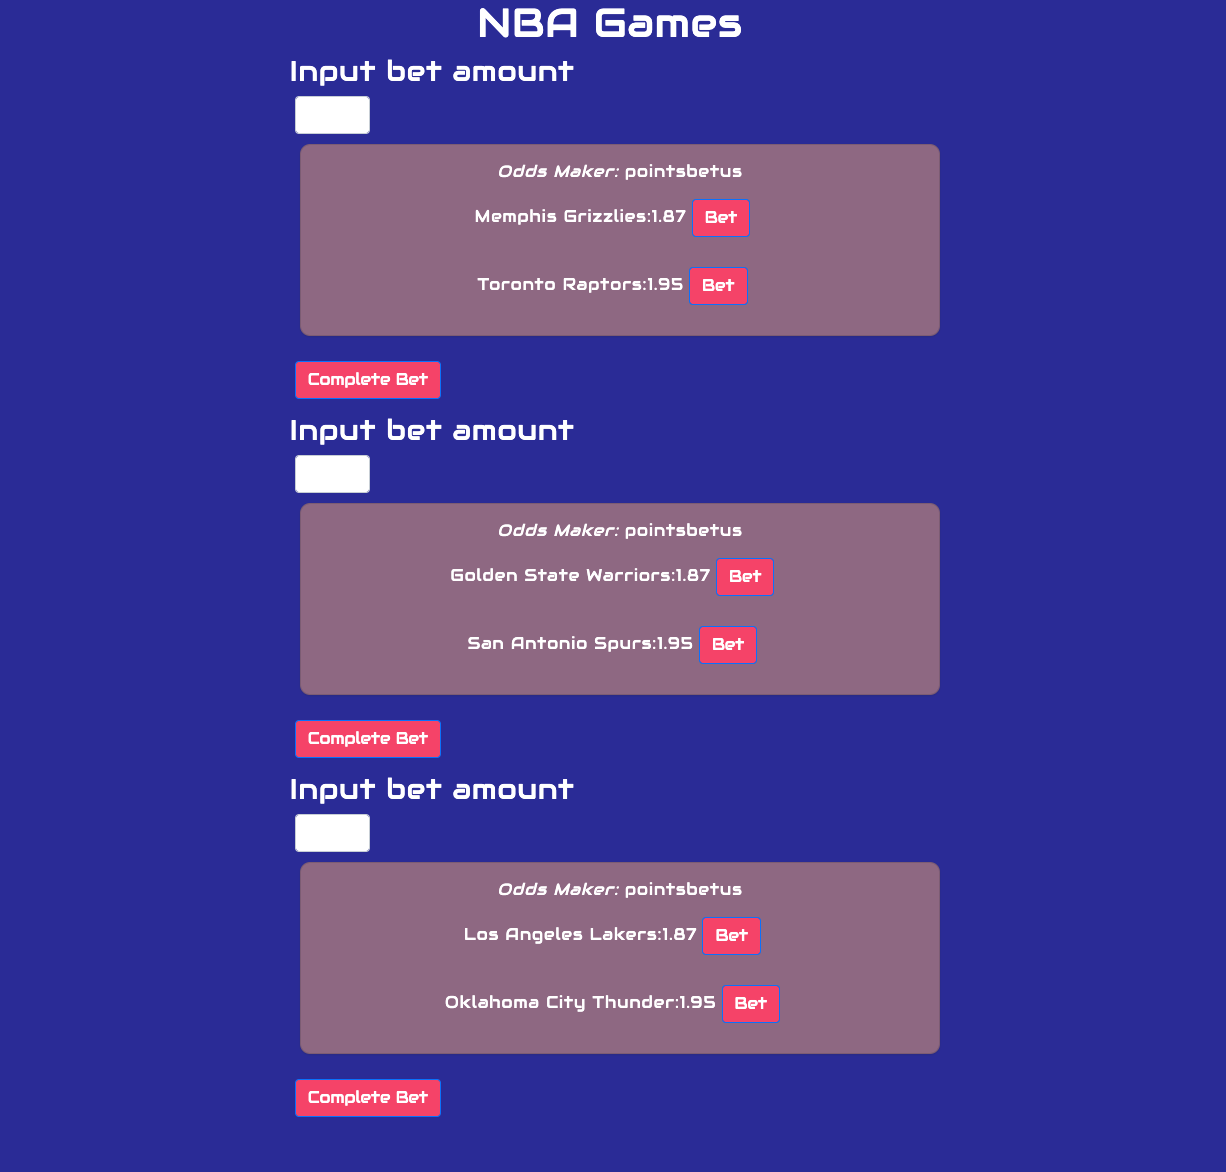 NBA Games
Input bet amount
Odds Maker: pointsbetus
Memphis Grizzlies:1.87 Bet
Toronto Raptors:1.95 Bet
Complete Bet
Input bet amount
Odds Maker: pointsbetus
Golden State Warriors:1.87 Bet
San Antonio Spurs:1.95 Bet
Complete Bet
Input bet amount
Odds Maker: pointsbetus
Los Angeles Lakers:1.87 Bet
Oklahoma City Thunder:1.95 Bet
Complete Bet